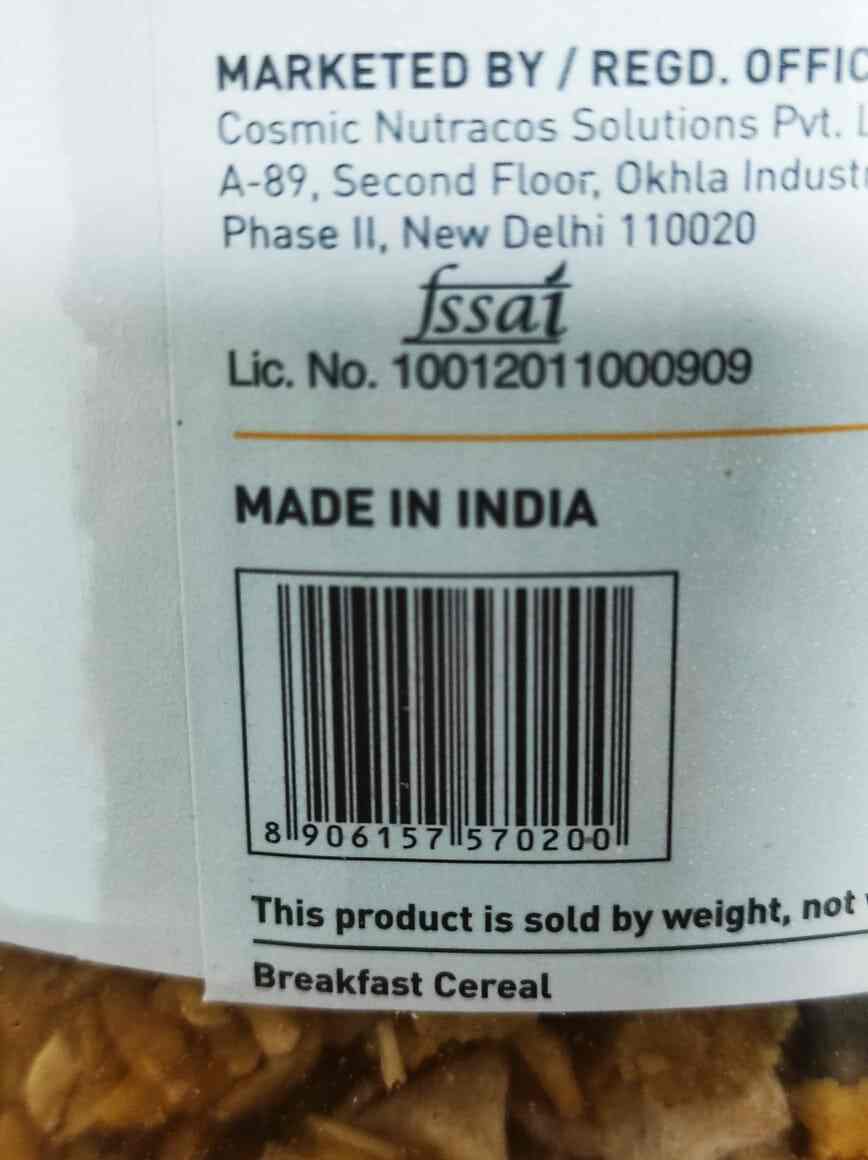 MARKETED BY / REGD. OFFIC
Cosmic Nutracos Solutions Pvt. L
A-89, Second Floor, Okhla Industr
Phase II, New Delhi 110020
fssai
Lic. No. 10012011000909
MADE IN INDIA
8 906157 570200
This product is sold by weight, not
Breakfast Cereal